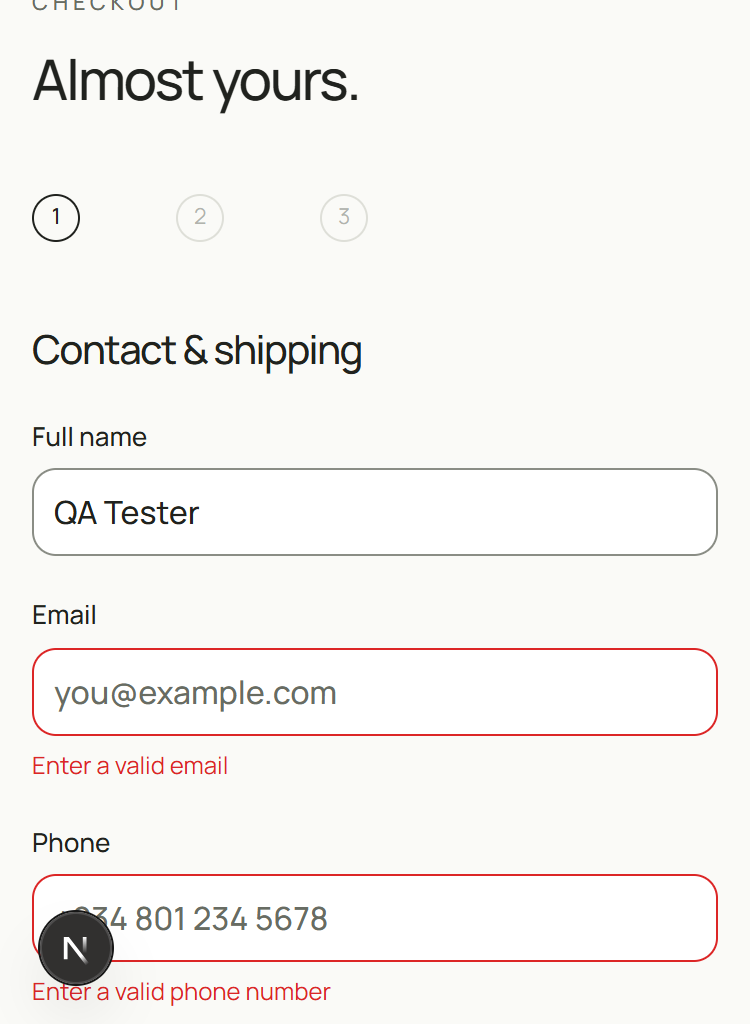 CHECKOUT
Almost yours.
1 2 3
Contact & shipping
Full name
QA Tester
Email
you@example.com
Enter a valid email
Phone
234 801 234 5678
N
Enter a valid phone number